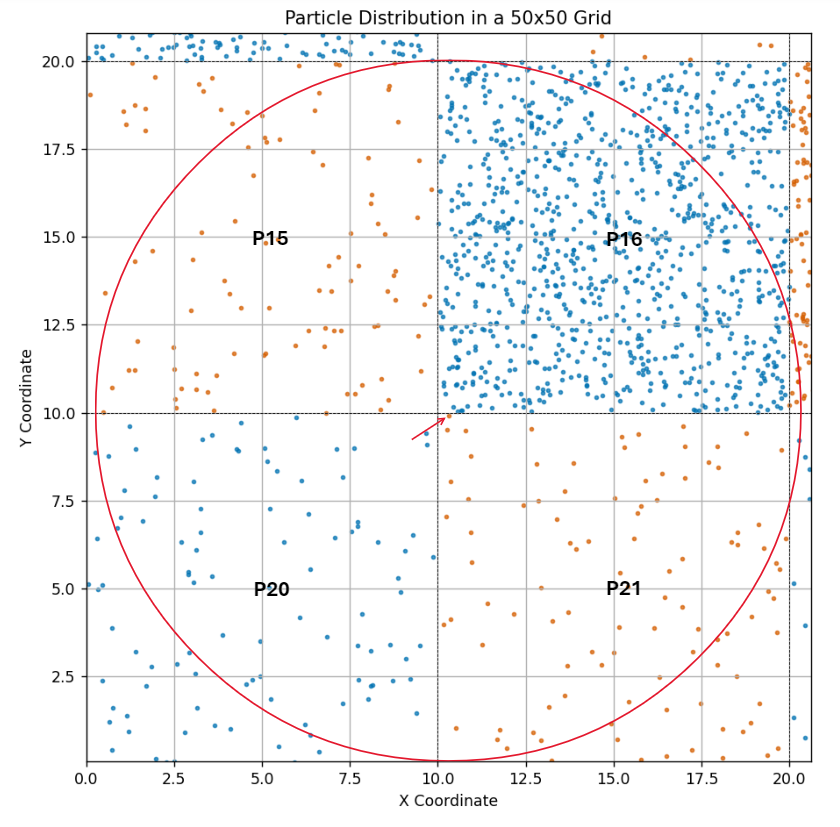 Particle Distribution in a 50x50 Grid
20.0
17.5
P15 P16
15.0
12.5
Y Coordinate
10.0
7.5
P20 P21
5.0
2.5
0.0 2.5 5.0 7.5 10.0 12.5 15.0 17.5 20.0
X Coordinate